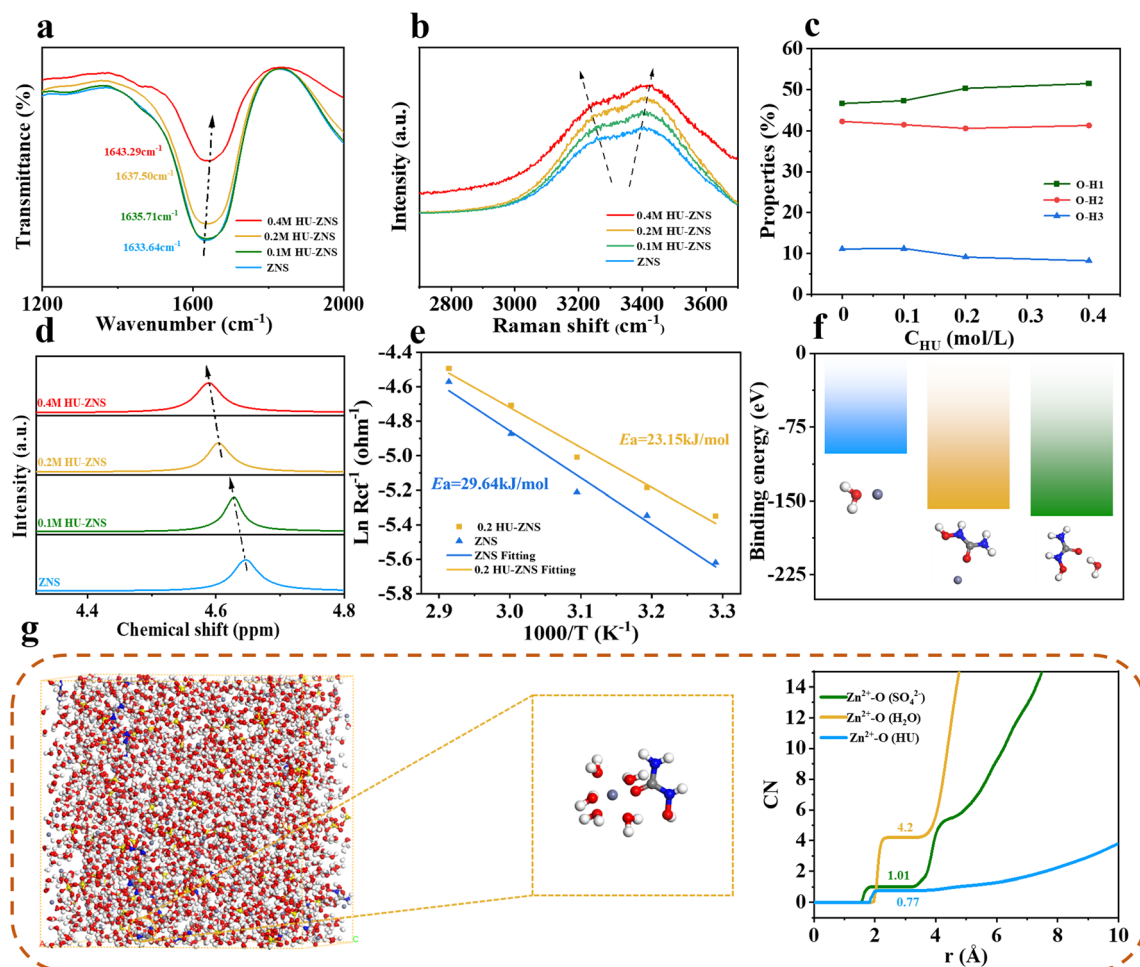 a
Transmittance (%)
1643.29cm-1
1637.50cm-1
1635.71cm-1
1633.64cm-1
0.4M HU-ZNS
0.2M HU-ZNS
0.1M HU-ZNS
ZNS
1200 1600 2000
Wavenumber (cm-1)
b
Intensity (a.u.)
0.4M HU-ZNS
0.2M HU-ZNS
0.1M HU-ZNS
ZNS
2800 3000 3200 3400 3600
Raman shift (cm-1)
c
Properties (%)
60
50
40
30
20
10
0
O-H1
O-H2
O-H3
0 0.1 0.2 0.3 0.4
CHU (mol/L)
d
Intensity (a.u.)
0.4M HU-ZNS
0.2M HU-ZNS
0.1M HU-ZNS
ZNS
4.4 4.6 4.8
Chemical shift (ppm)
e
Ln Rct-1 (ohm-1)
-4.4
-4.6
-4.8
-5.0
-5.2
-5.4
-5.6
-5.8
Ea=23.15kJ/mol
Ea=29.64kJ/mol
0.2 HU-ZNS
ZNS
ZNS Fitting
0.2 HU-ZNS Fitting
2.9 3.0 3.1 3.2 3.3
1000/T (K-1)
f
Binding energy (eV)
0
-75
-150
-225
g
A
C
CN
14
12
10
8
6
4
2
0
Zn2+-O (SO42-)
Zn2+-O (H2O)
Zn2+-O (HU)
4.2
1.01
0.77
0 2 4 6 8 10
r (Å)